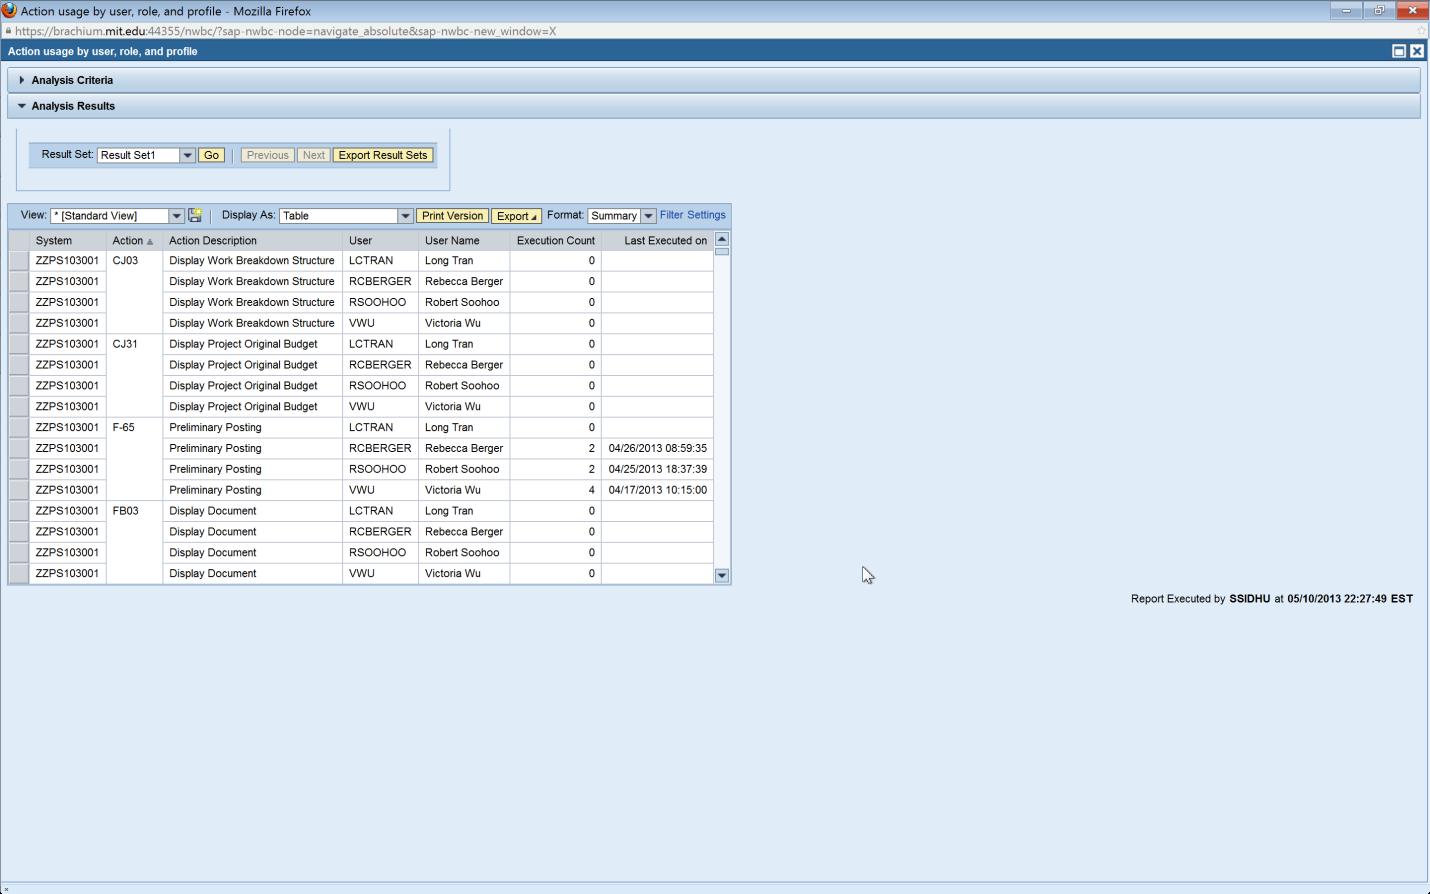 Action usage by user, role, and profile - Mozilla Firefox
https://brachium.mit.edu:44355/nwbc/?sap-nwbc-node=navigate_absolute&sap-nwbc-new_window=X
Action usage by user, role, and profile
Analysis Criteria
Analysis Results
Result Set: Result Set1 Go Previous Next Export Result Sets
View: * [Standard View] Display As: Table Print Version Export Format: Summary Filter Settings
System Action Action Description User User Name Execution Count Last Executed on
ZZPS103001 CJ03 Display Work Breakdown Structure LCTRAN Long Tran 0
ZZPS103001 Display Work Breakdown Structure RCBERGER Rebecca Berger 0
ZZPS103001 Display Work Breakdown Structure RSOOHOO Robert Soohoo 0
ZZPS103001 Display Work Breakdown Structure VWU Victoria Wu 0
ZZPS103001 CJ31 Display Project Original Budget LCTRAN Long Tran 0
ZZPS103001 Display Project Original Budget RCBERGER Rebecca Berger 0
ZZPS103001 Display Project Original Budget RSOOHOO Robert Soohoo 0
ZZPS103001 Display Project Original Budget VWU Victoria Wu 0
ZZPS103001 F-65 Preliminary Posting LCTRAN Long Tran 0
ZZPS103001 Preliminary Posting RCBERGER Rebecca Berger 2 04/26/2013 08:59:35
ZZPS103001 Preliminary Posting RSOOHOO Robert Soohoo 2 04/25/2013 18:37:39
ZZPS103001 Preliminary Posting VWU Victoria Wu 4 04/17/2013 10:15:00
ZZPS103001 FB03 Display Document LCTRAN Long Tran 0
ZZPS103001 Display Document RCBERGER Rebecca Berger 0
ZZPS103001 Display Document RSOOHOO Robert Soohoo 0
ZZPS103001 Display Document VWU Victoria Wu 0
Report Executed by SSIDHU at 05/10/2013 22:27:49 EST